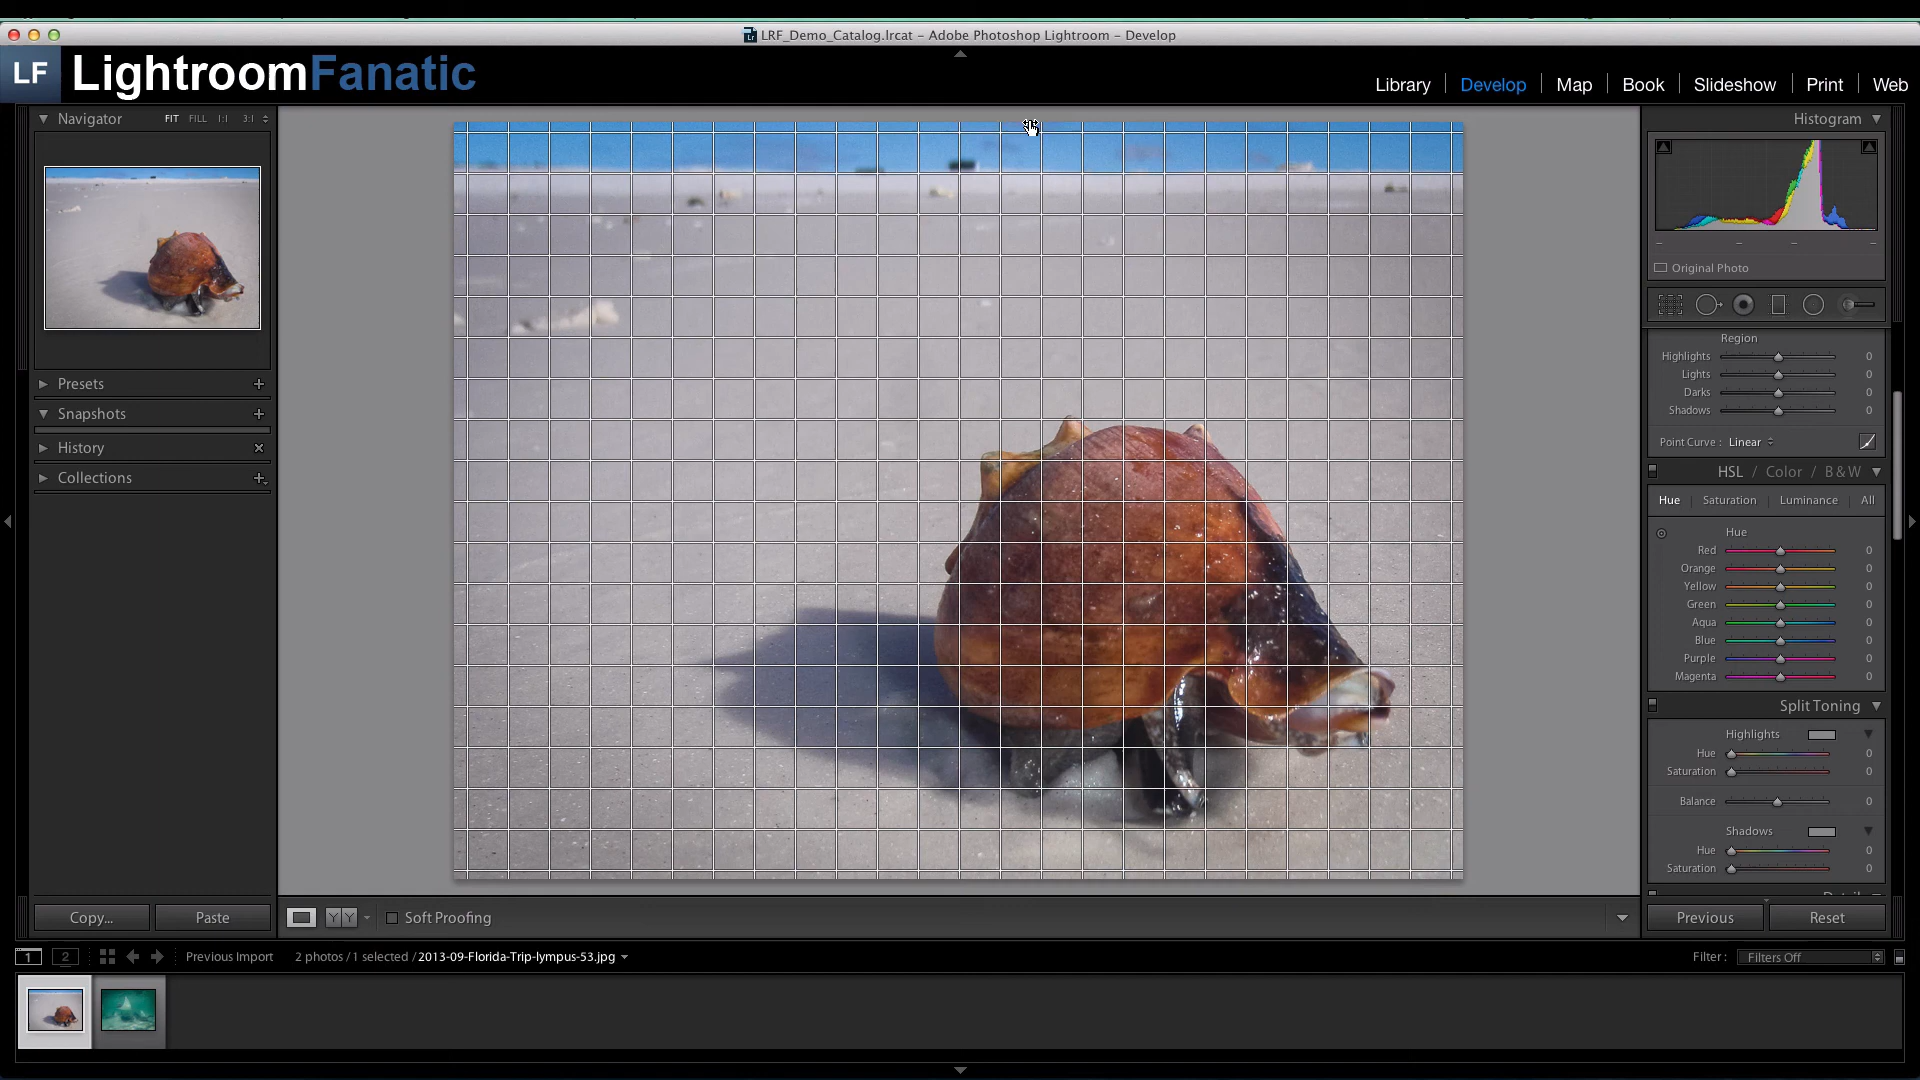 LRF_Demo_Catalog.lrcat – Adobe Photoshop Lightroom – Develop
LF LightroomFanatic
Library Develop Map Book Slideshow Print Web
Navigator FIT FILL 1:1 3:1
Presets
Snapshots
History
Collections
Copy... Paste
YY Soft Proofing
Histogram
Original Photo
Region
Highlights 0
Lights 0
Darks 0
Shadows 0
Point Curve : Linear
HSL / Color / B & W
Hue Saturation Luminance All
Hue
Red 0
Orange 0
Yellow 0
Green 0
Aqua 0
Blue 0
Purple 0
Magenta 0
Split Toning
Highlights
Hue 0
Saturation 0
Balance 0
Shadows
Hue 0
Saturation 0
Previous Reset
1 2 Previous Import 2 photos / 1 selected / 2013-09-Florida-Trip-lympus-53.jpg Filter : Filters Off